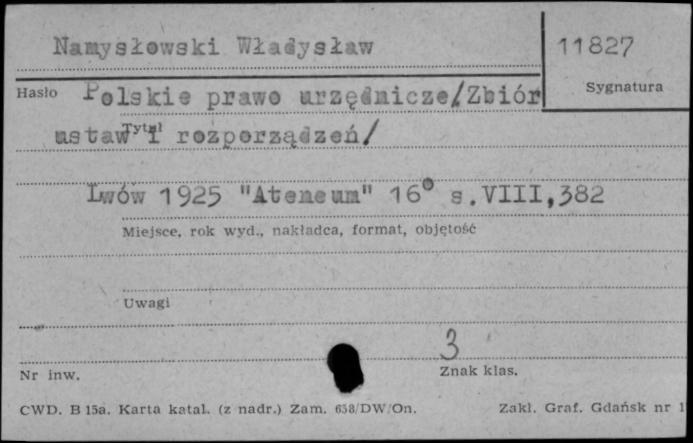 Namysłowski Władysław
11827
Hasło
Sygnatura
Polskie prawo urzędnicze/Zbiór
Tytuł
ustaw i rozporządzeń/
Lwów 1925 "Ateneum" 16° s.VIII,382
Miejsce, rok wyd., nakładca, format, objętość
Uwagi
3
Nr inw.
Znak klas.
CWD. B 15a. Karta katal. (z nadr.) Zam. 658/DW/On.
Zakł. Graf. Gdańsk nr 1